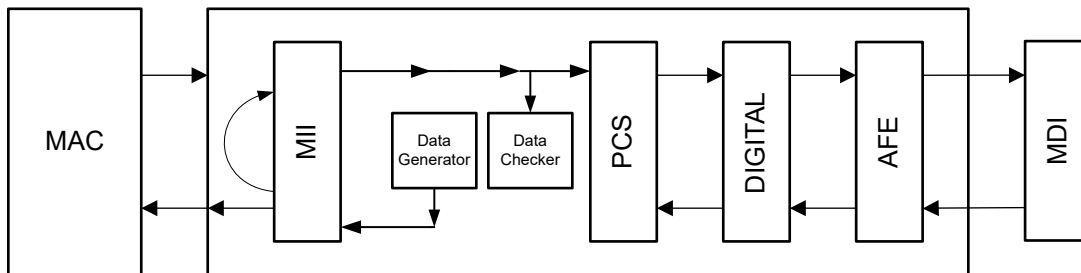 MAC
MII
Data
Generator
Data
Checker
PCS
DIGITAL
AFE
MDI